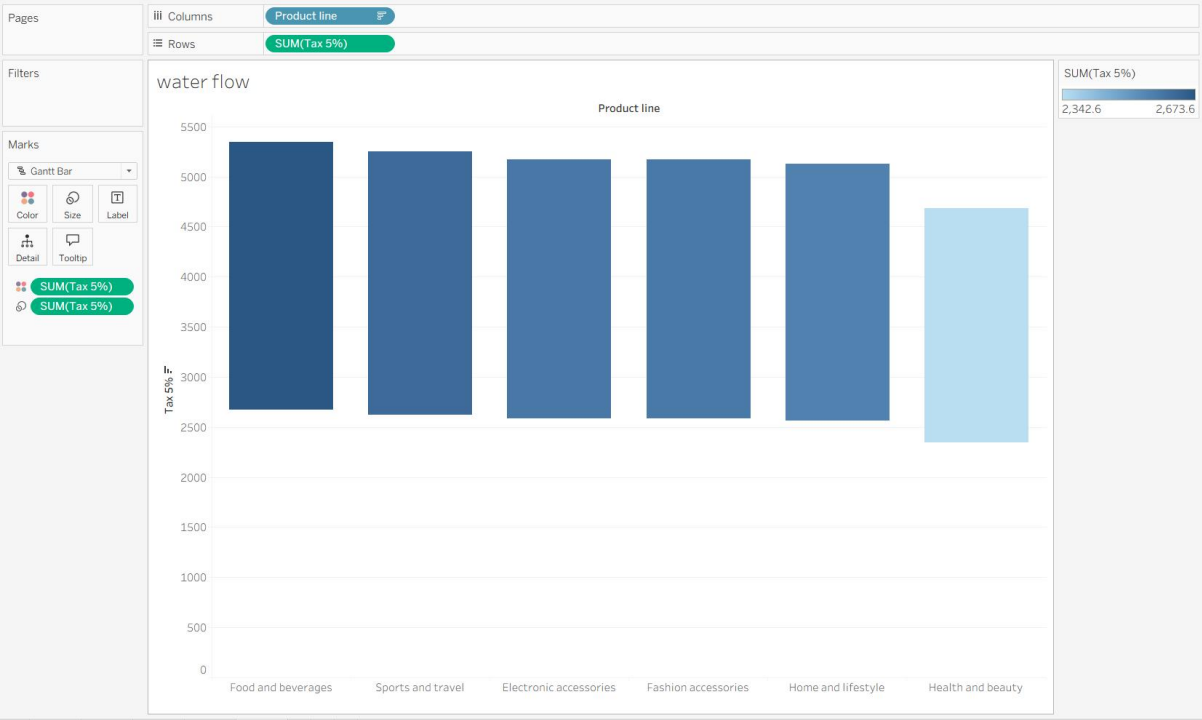 Pages
iii Columns
Product line
Rows
SUM(Tax 5%)
Filters
Marks
Gantt Bar
Color
Size
Label
Detail
Tooltip
SUM(Tax 5%)
SUM(Tax 5%)
water flow
Product line
Tax 5%
5500
5000
4500
4000
3500
3000
2500
2000
1500
1000
500
0
Food and beverages
Sports and travel
Electronic accessories
Fashion accessories
Home and lifestyle
Health and beauty
SUM(Tax 5%)
2,342.6 2,673.6